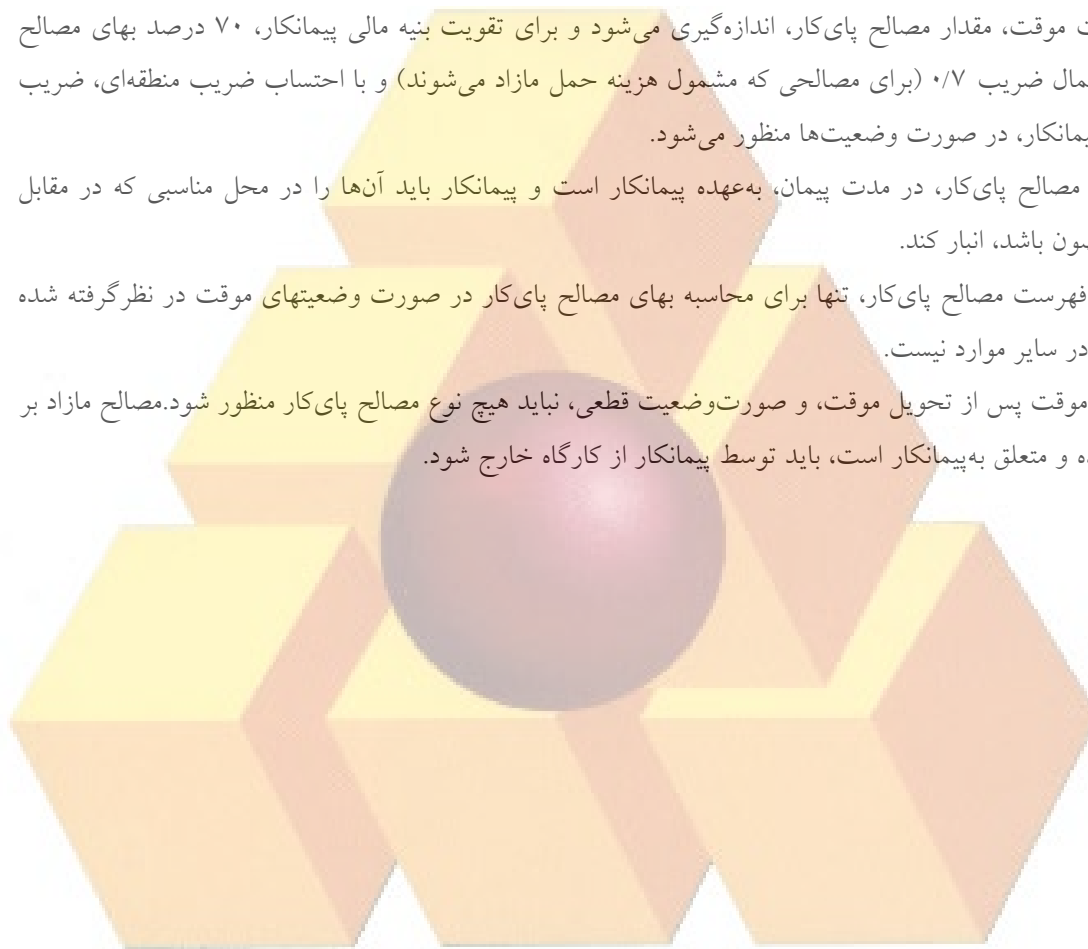 موقت، مقدار مصالح پای‌کار، اندازه‌گیری می‌شود و برای تقویت بنیه مالی پیمانکار، ۷۰ درصد بهای مصالح
ضریب ۰/۷ (برای مصالحی که مشمول هزینه حمل مازاد می‌شوند) و با احتساب ضریب منطقه‌ای، ضریب
در صورت وضعیت‌ها منظور می‌شود.
مصالح پای‌کار، در مدت پیمان، به‌عهده پیمانکار است و پیمانکار باید آن‌ها را در محل مناسبی که در مقابل
باشد، انبار کند.
فهرست مصالح پای‌کار، تنها برای محاسبه بهای مصالح پای‌کار در صورت وضعیتهای موقت در نظرگرفته شده
در سایر موارد نیست.
موقت پس از تحویل موقت، و صورت‌وضعیت قطعی، نباید هیچ نوع مصالح پای‌کار منظور شود.مصالح مازاد بر
و متعلق به‌پیمانکار است، باید توسط پیمانکار از کارگاه خارج شود.